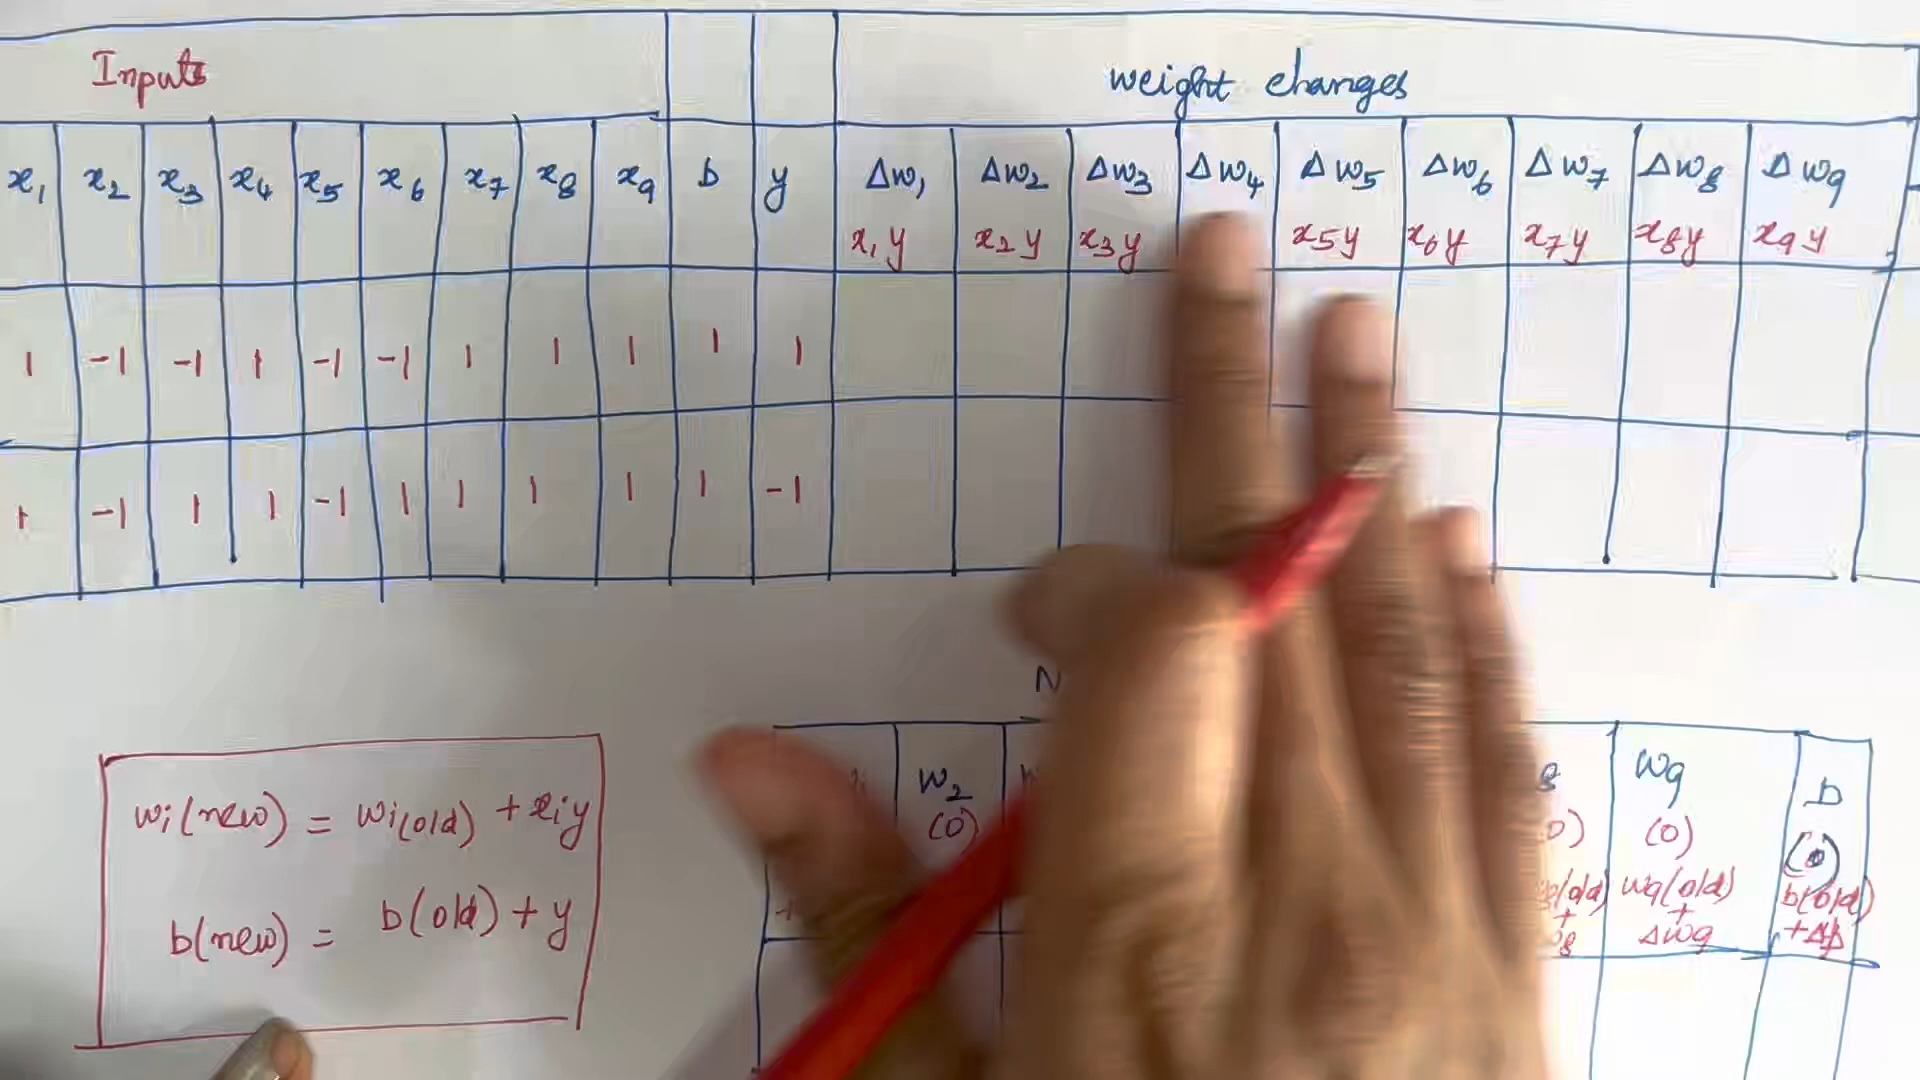 Inputs
weight changes
x1 x2 x3 x4 x5 x6 x7 x8 x9 b y Δw1 Δw2 Δw3 Δw4 Δw5 Δw6 Δw7 Δw8 Δw9
x1y x2y x3y x5y x6y x7y x8y x9y
1 -1 -1 1 -1 -1 1 1 1 1 1
1 -1 1 1 -1 1 1 1 1 1 -1
N
w2 w9 b
(0) (0) (0)
w9(old) b(old)
+ +Δb
Δw9
wi(new) = wi(old) + xiy
b(new) = b(old) + y